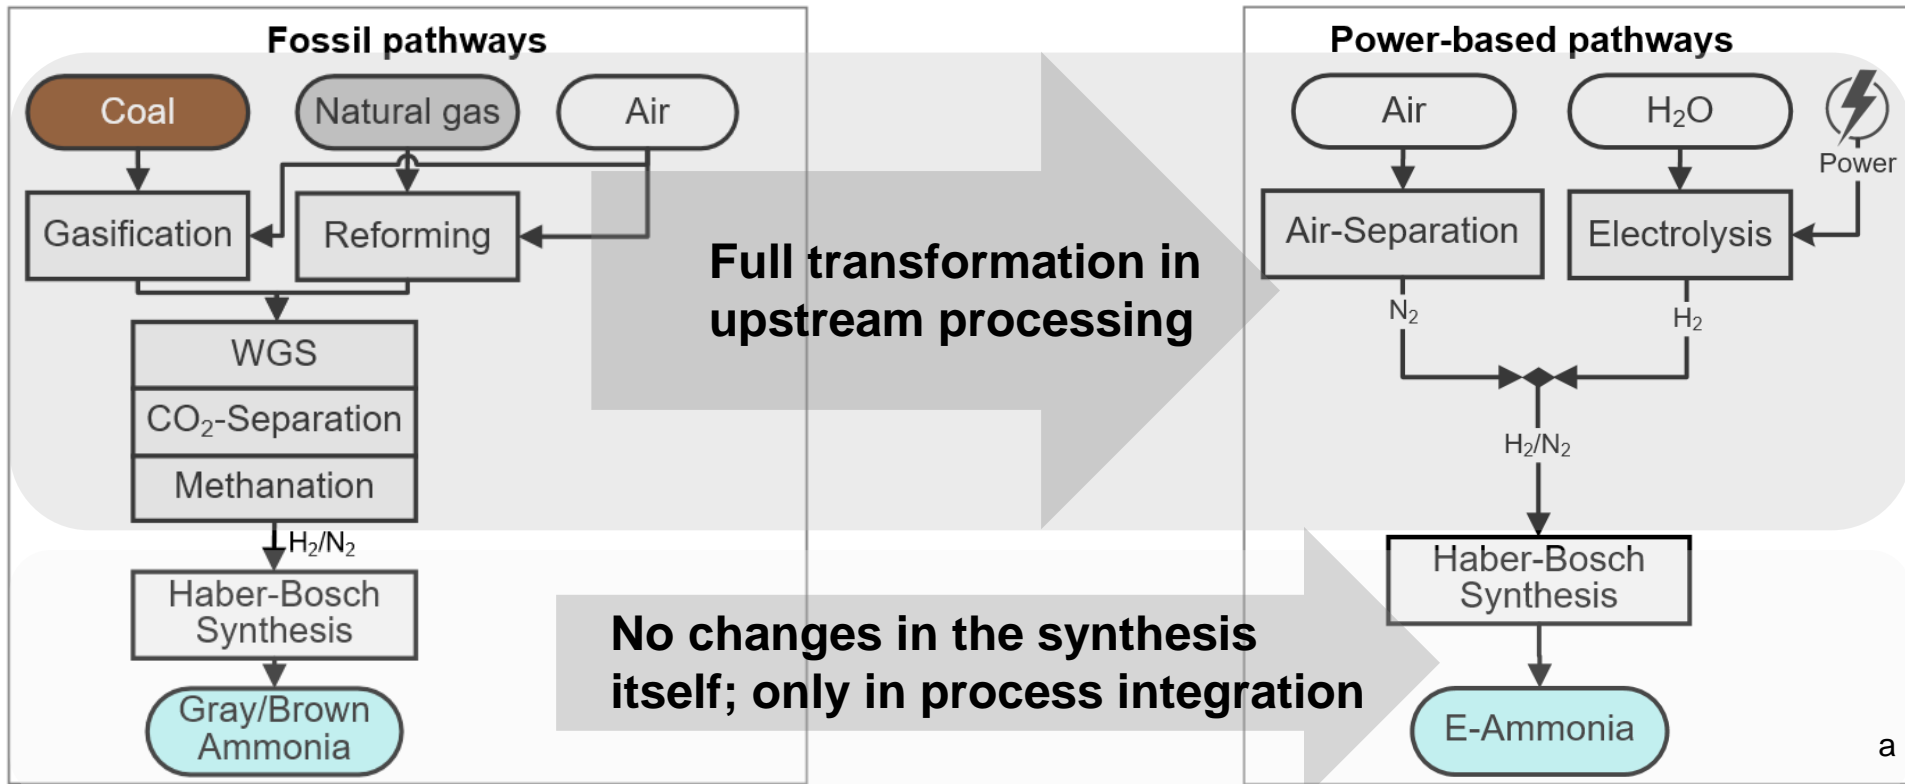 Fossil pathways
Coal
Natural gas
Air
Gasification
Reforming
WGS
CO₂-Separation
Methanation
H₂/N₂
Haber-Bosch
Synthesis
Gray/Brown
Ammonia
Full transformation in
upstream processing
No changes in the synthesis
itself; only in process integration
Power-based pathways
Air
H₂O
Power
Air-Separation
Electrolysis
N₂
H₂
H₂/N₂
Haber-Bosch
Synthesis
E-Ammonia
a